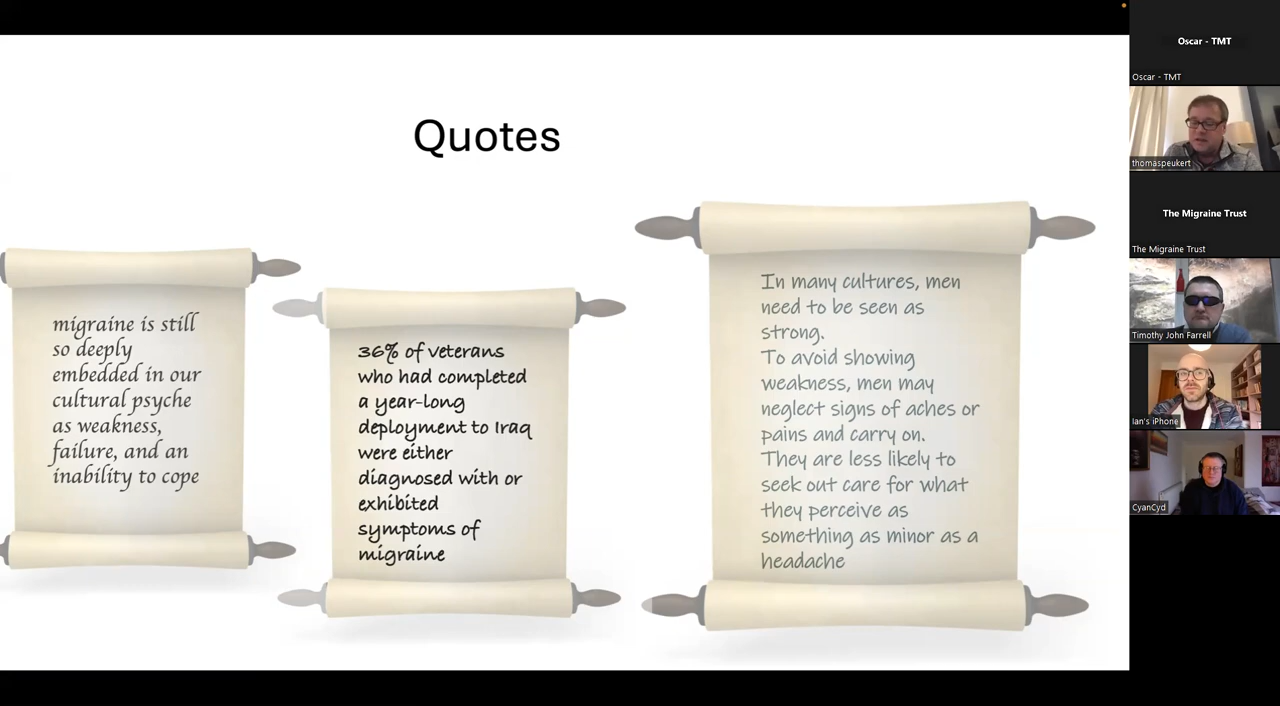 Quotes
migraine is still
so deeply
embedded in our
cultural psyche
as weakness,
failure, and an
inability to cope
36% of veterans
who had completed
a year-long
deployment to Iraq
were either
diagnosed with or
exhibited
symptoms of
migraine
In many cultures, men
need to be seen as
strong.
To avoid showing
weakness, men may
neglect signs of aches or
pains and carry on.
They are less likely to
seek out care for what
they perceive as
something as minor as a
headache
Oscar - TMT
Oscar - TMT
thomaspeukert
The Migraine Trust
The Migraine Trust
Timothy John Farrell
Ian's iPhone
CyanCyd